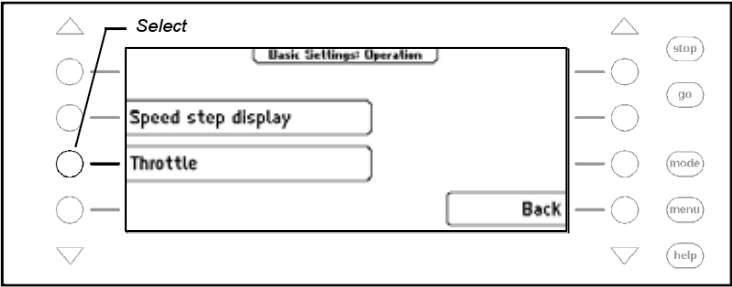 Select
Basic Settings: Operation
stop
go
Speed step display
Throttle
mode
Back
menu
help